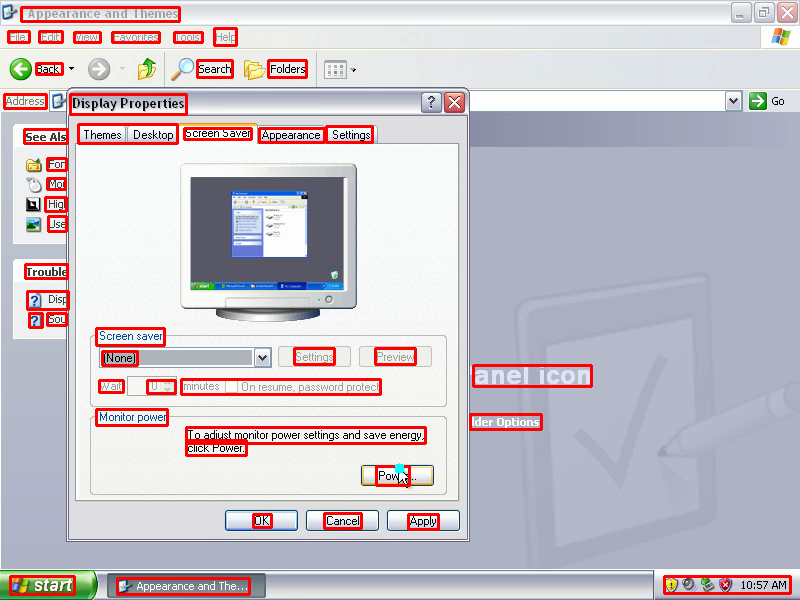 Appearance and Themes
File Edit View Favorites Tools Help
Back Search Folders
Address Go
Display Properties
Themes Desktop Screen Saver Appearance Settings
See Als
Fon
Mou
High
Use
Trouble
Disp
Sou
Screen saver
(None) Settings Preview
Wait 0 minutes On resume, password protect
anel icon
Monitor power
lder Options
To adjust monitor power settings and save energy,
click Power.
OK Cancel Apply
start Appearance and The... 10:57 AM